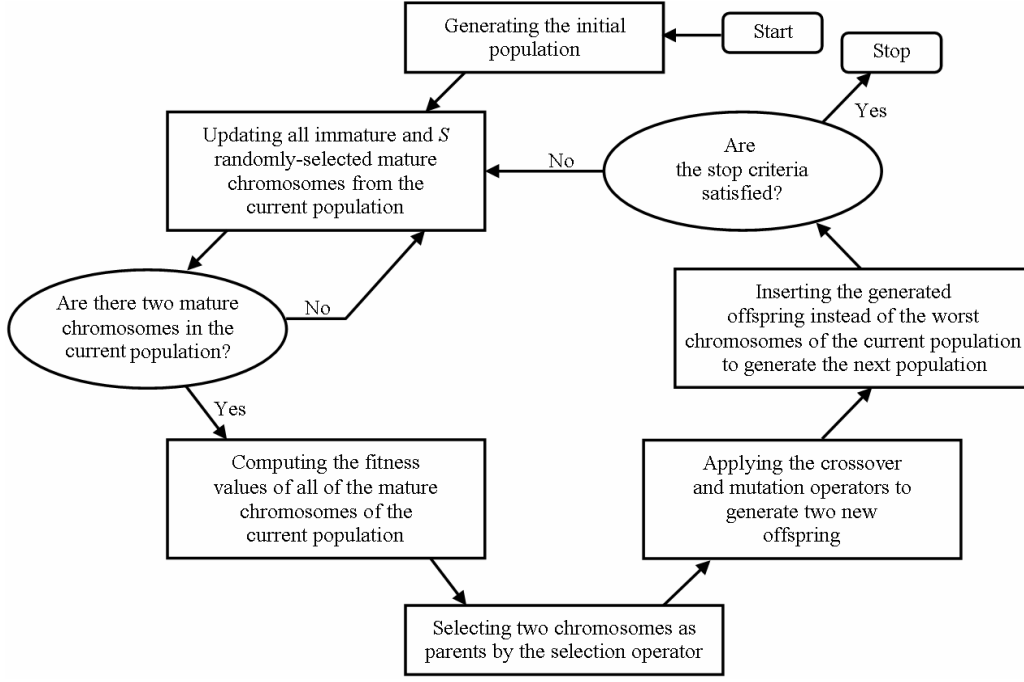 Start
Generating the initial
population
Updating all immature and S
randomly-selected mature
chromosomes from the
current population
Are there two mature
chromosomes in the
current population?
No
Yes
Computing the fitness
values of all of the mature
chromosomes of the
current population
Selecting two chromosomes as
parents by the selection operator
Applying the crossover
and mutation operators to
generate two new
offspring
Inserting the generated
offspring instead of the worst
chromosomes of the current population
to generate the next population
Are
the stop criteria
satisfied?
No
Yes
Stop